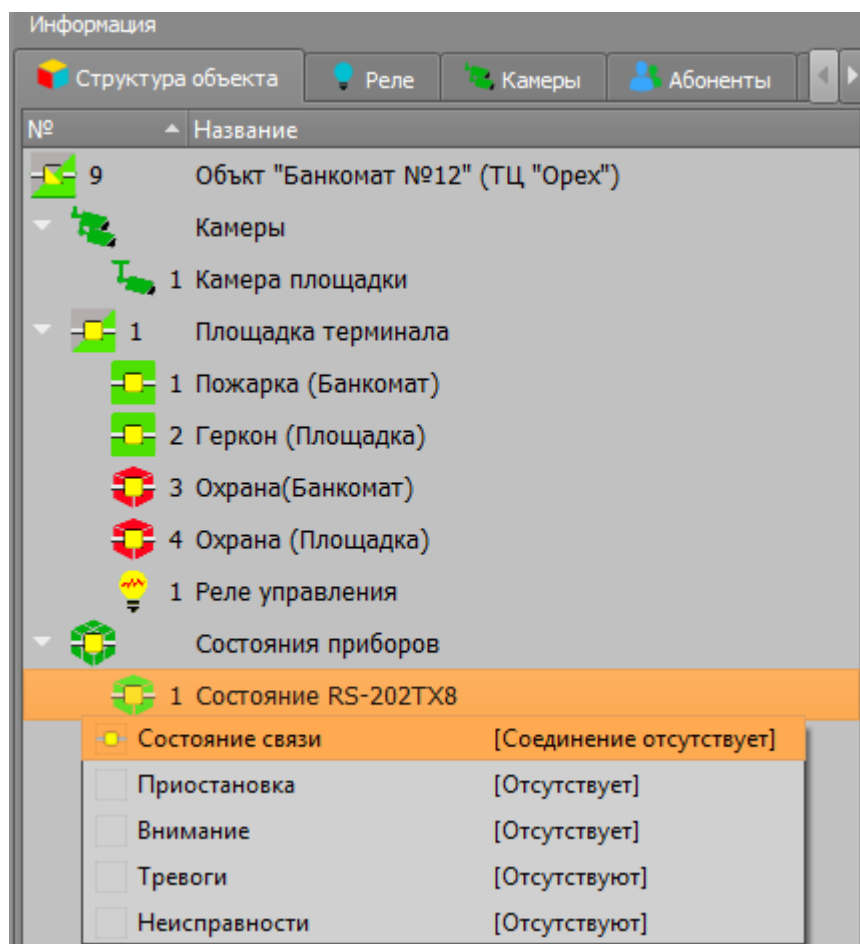 Информация
Структура объекта Реле Камеры Абоненты
№ Название
9 Объкт "Банкомат №12" (ТЦ "Орех")
Камеры
1 Камера площадки
1 Площадка терминала
1 Пожарка (Банкомат)
2 Геркон (Площадка)
3 Охрана(Банкомат)
4 Охрана (Площадка)
1 Реле управления
Состояния приборов
1 Состояние RS-202TX8
Состояние связи [Соединение отсутствует]
Приостановка [Отсутствует]
Внимание [Отсутствует]
Тревоги [Отсутствуют]
Неисправности [Отсутствуют]